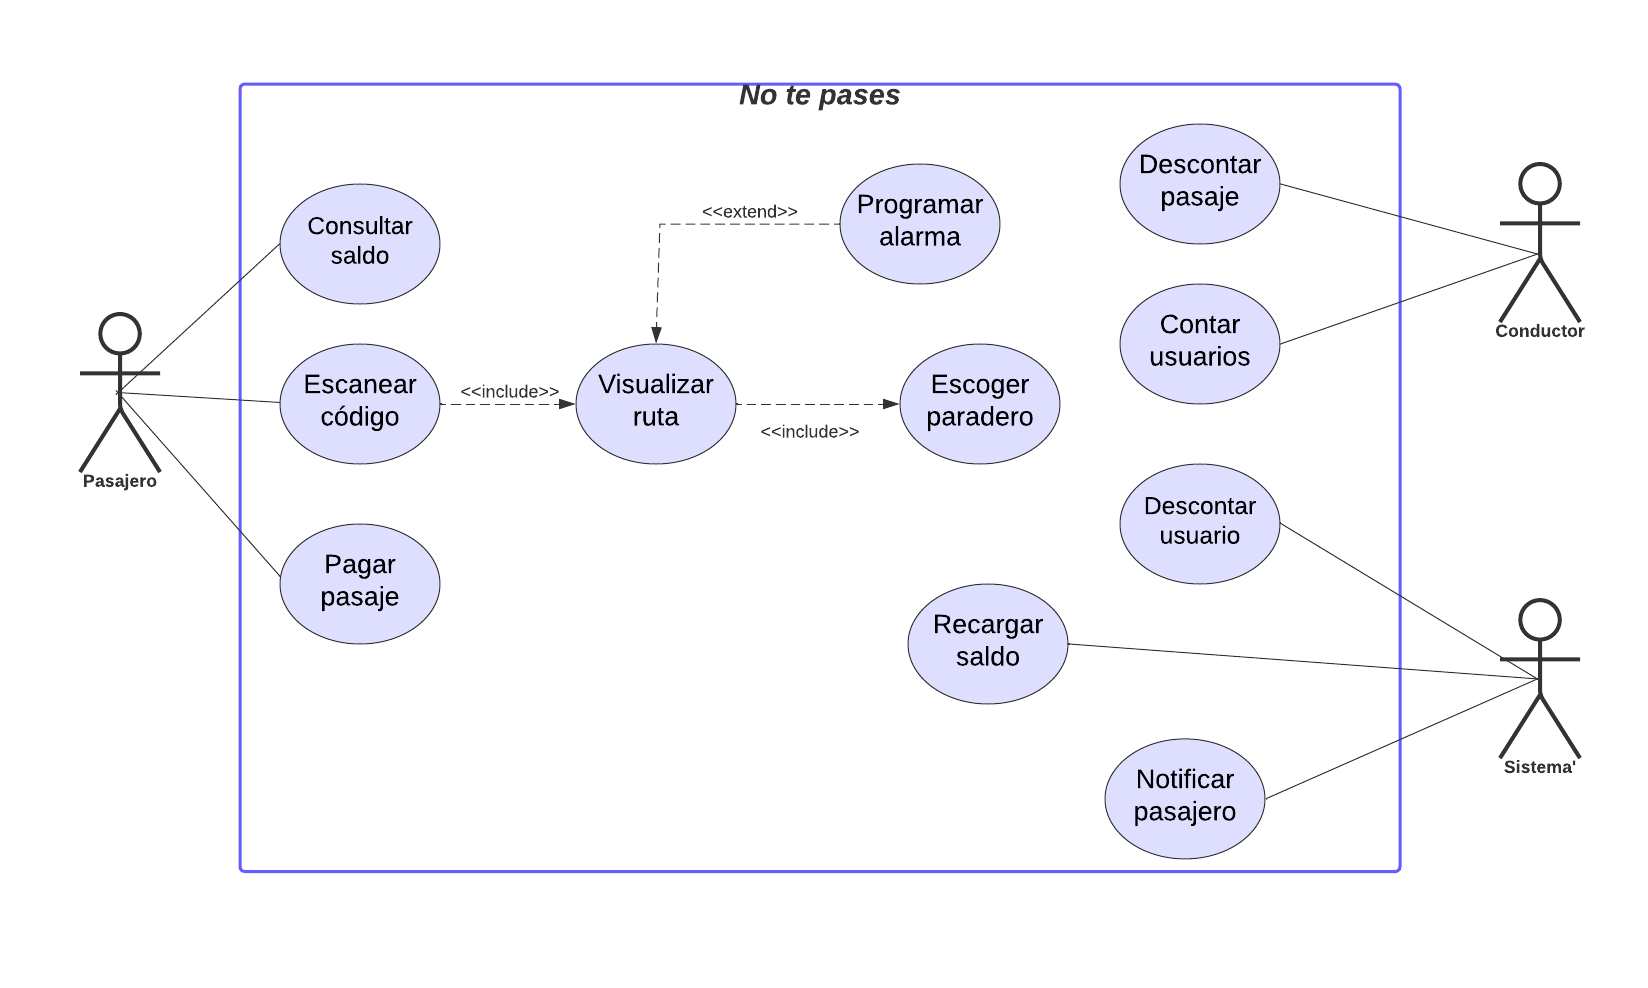 No te pases
Consultar
saldo
<<extend>>
Programar
alarma
Descontar
pasaje
Conductor
Contar
usuarios
Pasajero
Escanear
código
<<include>>
Visualizar
ruta
<<include>>
Escoger
paradero
Pagar
pasaje
Descontar
usuario
Recargar
saldo
Sistema'
Notificar
pasajero